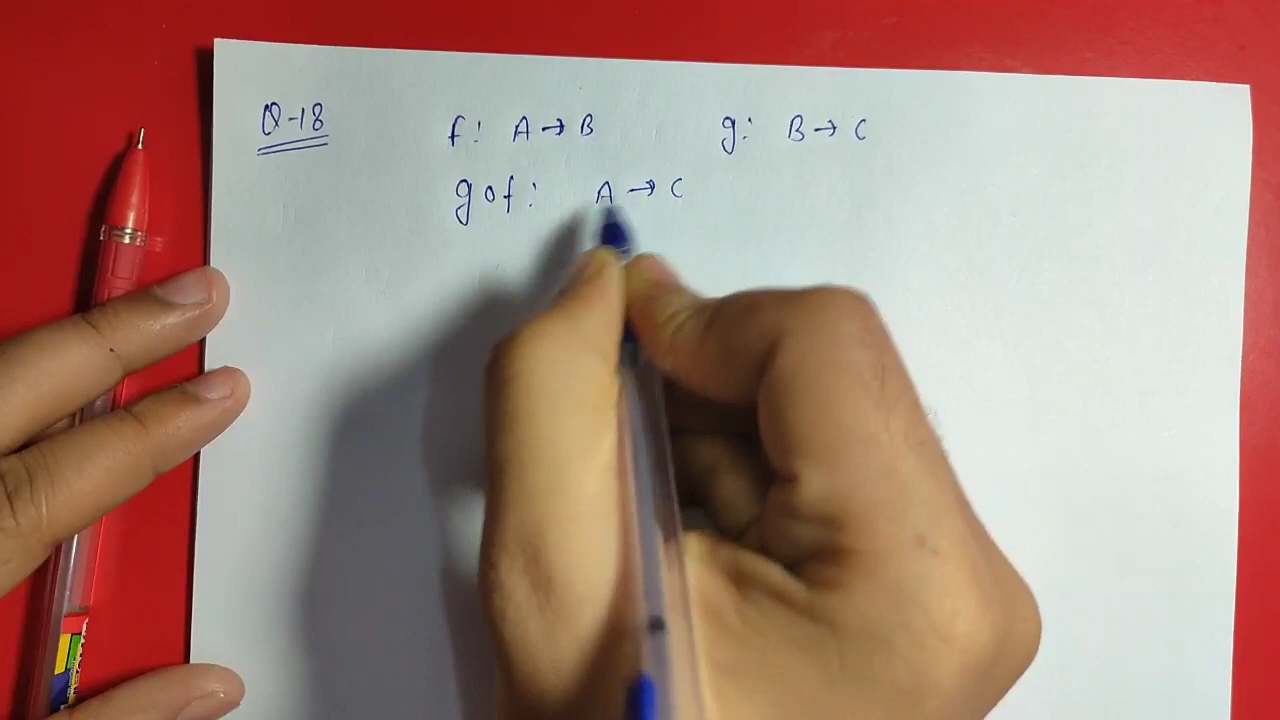 Q-18 f: A → B g: B → C
gof: A → C